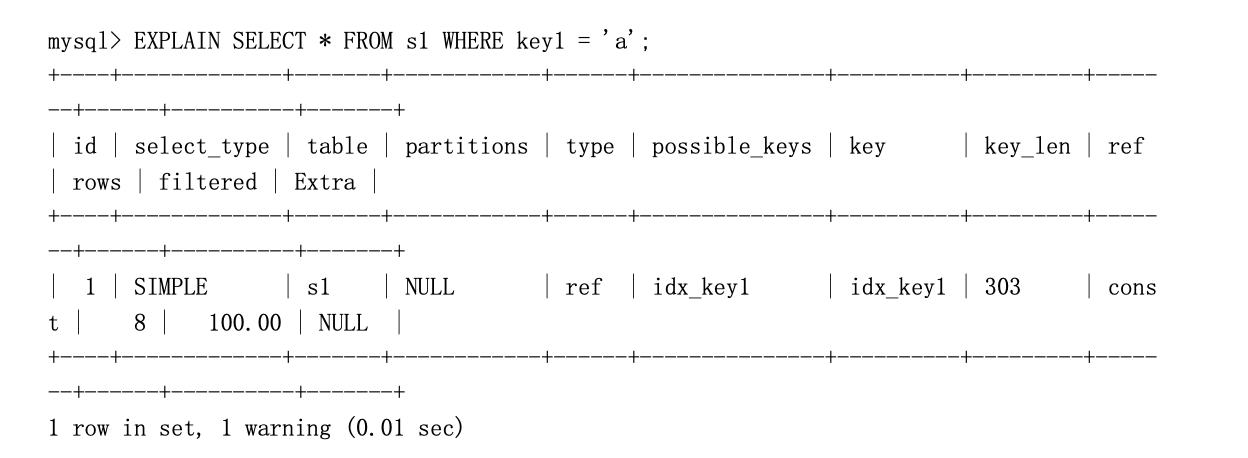 mysql> EXPLAIN SELECT * FROM s1 WHERE key1 = 'a';
+----+-------------+-------+------------+------+---------------+----------+---------+-----
--+------+----------+-------+
| id | select_type | table | partitions | type | possible_keys | key      | key_len | ref
| rows | filtered | Extra |
+----+-------------+-------+------------+------+---------------+----------+---------+-----
--+------+----------+-------+
|  1 | SIMPLE      | s1    | NULL       | ref  | idx_key1      | idx_key1 | 303     | cons
t |    8 |   100.00 | NULL  |
+----+-------------+-------+------------+------+---------------+----------+---------+-----
--+------+----------+-------+
1 row in set, 1 warning (0.01 sec)